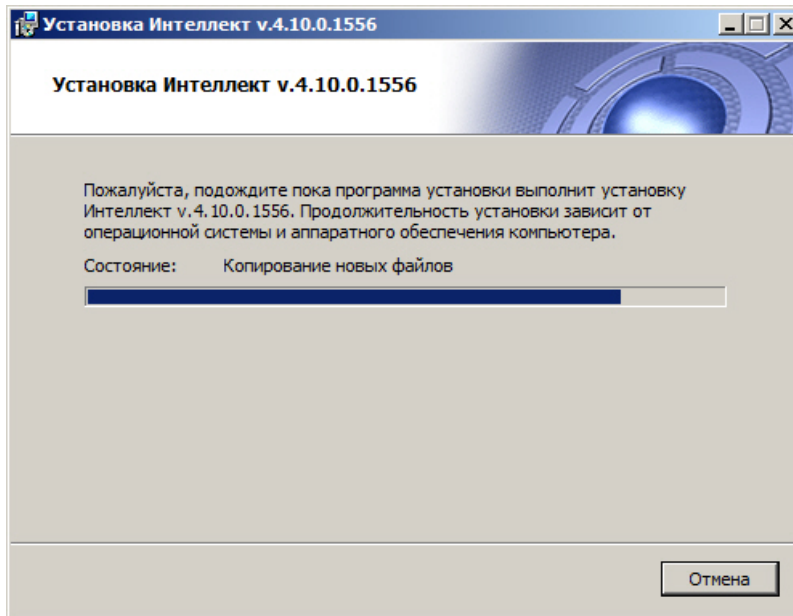 Установка Интеллект v.4.10.0.1556
Установка Интеллект v.4.10.0.1556
Пожалуйста, подождите пока программа установки выполнит установку
Интеллект v.4.10.0.1556. Продолжительность установки зависит от
операционной системы и аппаратного обеспечения компьютера.
Состояние: Копирование новых файлов
Отмена